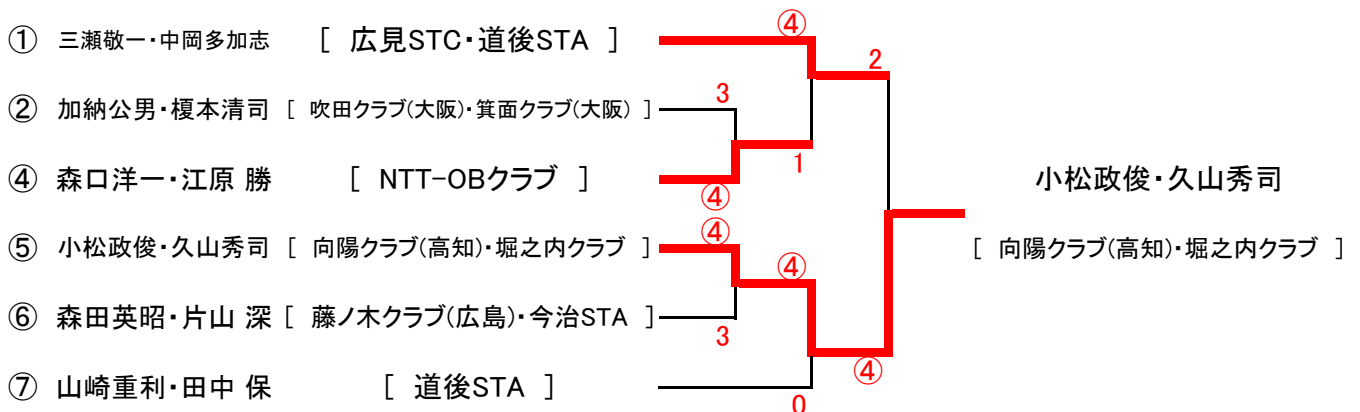 ④
① 三瀬敬一・中岡多加志 [ 広見STC・道後STA ]
2
3
② 加納公男・榎本清司 [ 吹田クラブ(大阪)・箕面クラブ(大阪) ]
1
④ 森口洋一・江原 勝 [ NTT-OBクラブ ]
小松政俊・久山秀司
④
④
⑤ 小松政俊・久山秀司 [ 向陽クラブ(高知)・堀之内クラブ ]
[ 向陽クラブ(高知)・堀之内クラブ ]
④
⑥ 森田英昭・片山 深 [ 藤ノ木クラブ(広島)・今治STA ]
3
④
⑦ 山崎重利・田中 保 [ 道後STA ]
0